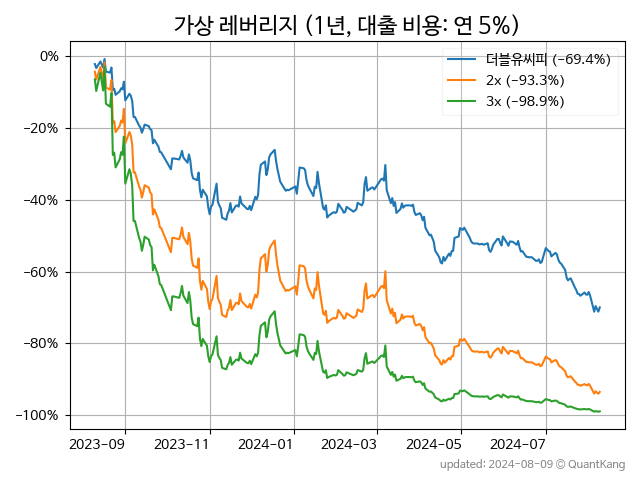 가상 레버리지 (1년, 대출 비용: 연 5%)
더블유씨피 (−69.4%)
2x (−93.3%)
3x (−98.9%)
0%
−20%
−40%
−60%
−80%
−100%
2023-09 2023-11 2024-01 2024-03 2024-05 2024-07
updated: 2024-08-09 © QuantKang